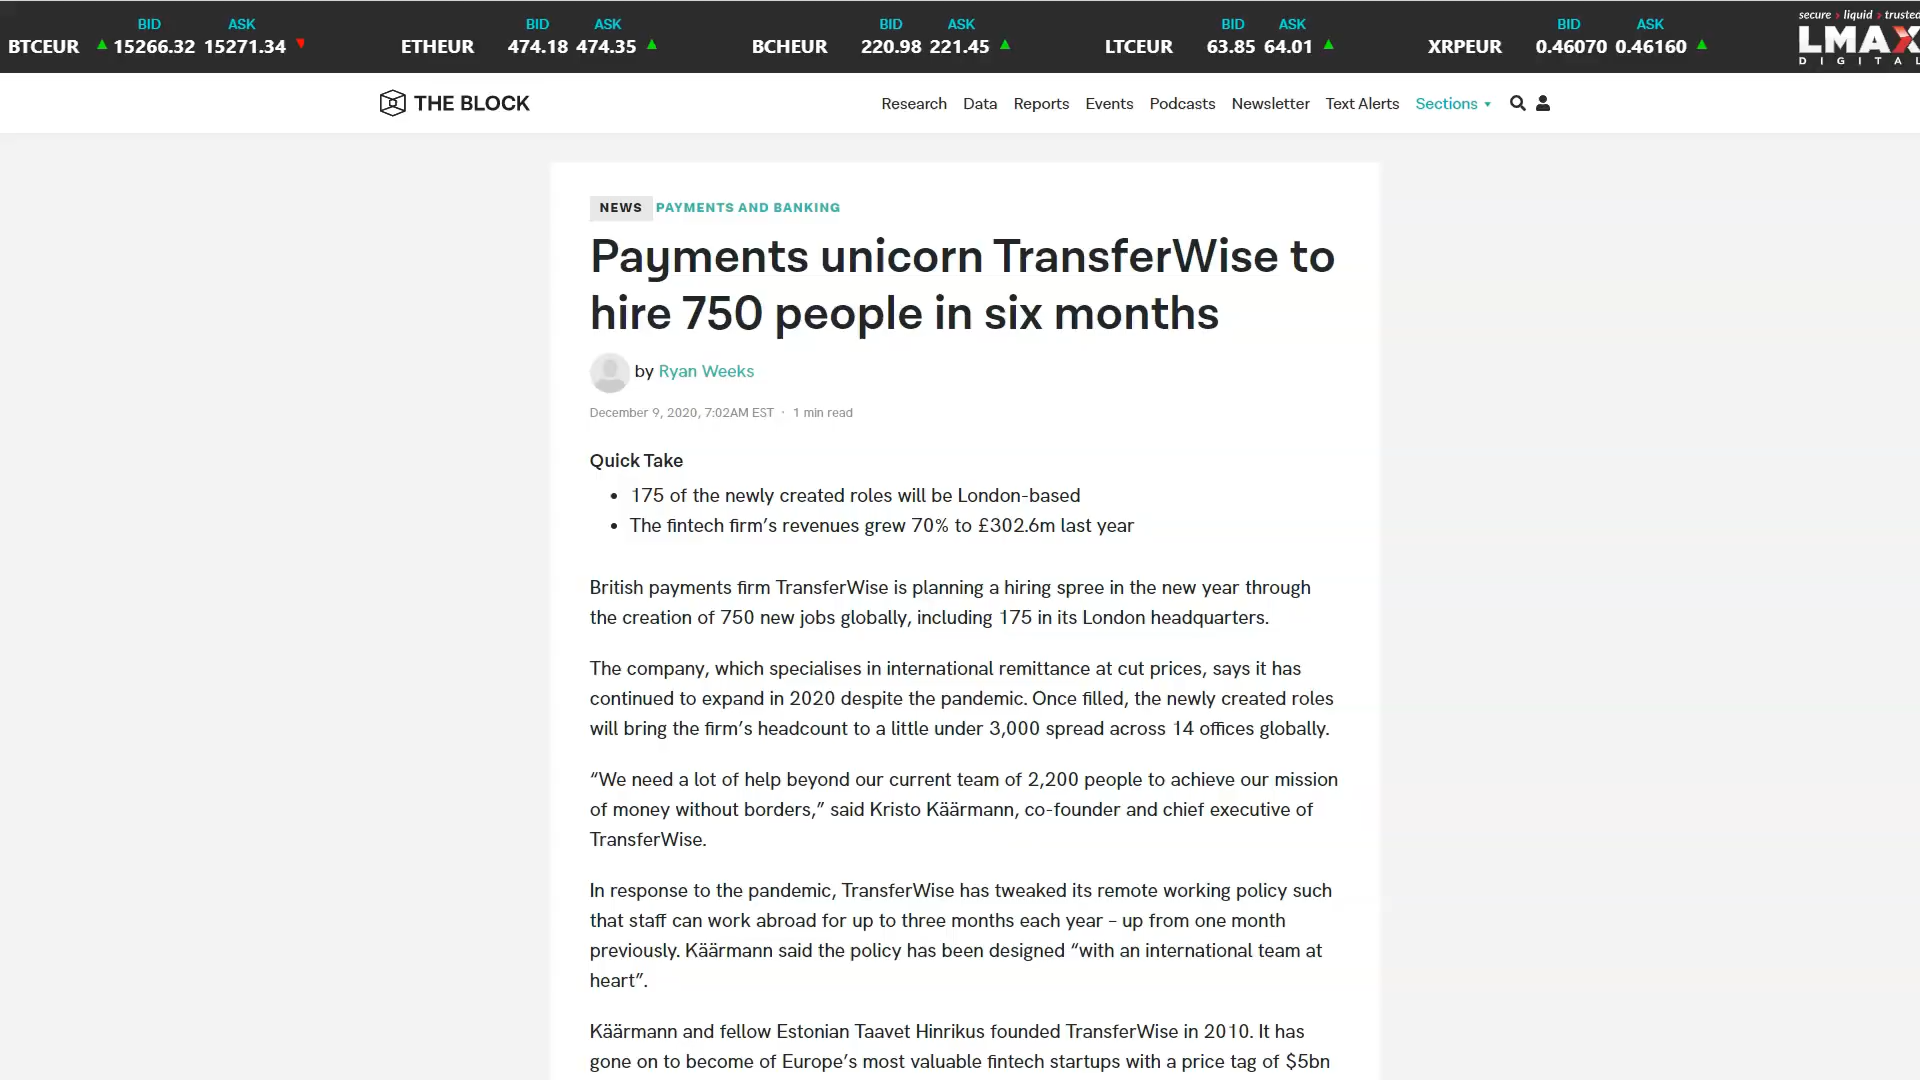 BID ASK BID ASK BID ASK BID ASK BID ASK
BTCEUR 15266.32 15271.34 ETHEUR 474.18 474.35 BCHEUR 220.98 221.45 LTCEUR 63.85 64.01 XRPEUR 0.46070 0.46160
secure › liquid › trusted
LMAX
DIGITAL
THE BLOCK
Research Data Reports Events Podcasts Newsletter Text Alerts Sections
NEWS PAYMENTS AND BANKING
Payments unicorn TransferWise to
hire 750 people in six months
by Ryan Weeks
December 9, 2020, 7:02AM EST · 1 min read
Quick Take
• 175 of the newly created roles will be London-based
• The fintech firm’s revenues grew 70% to £302.6m last year
British payments firm TransferWise is planning a hiring spree in the new year through
the creation of 750 new jobs globally, including 175 in its London headquarters.
The company, which specialises in international remittance at cut prices, says it has
continued to expand in 2020 despite the pandemic. Once filled, the newly created roles
will bring the firm’s headcount to a little under 3,000 spread across 14 offices globally.
“We need a lot of help beyond our current team of 2,200 people to achieve our mission
of money without borders,” said Kristo Käärmann, co-founder and chief executive of
TransferWise.
In response to the pandemic, TransferWise has tweaked its remote working policy such
that staff can work abroad for up to three months each year – up from one month
previously. Käärmann said the policy has been designed “with an international team at
heart”.
Käärmann and fellow Estonian Taavet Hinrikus founded TransferWise in 2010. It has
gone on to become of Europe’s most valuable fintech startups with a price tag of $5bn